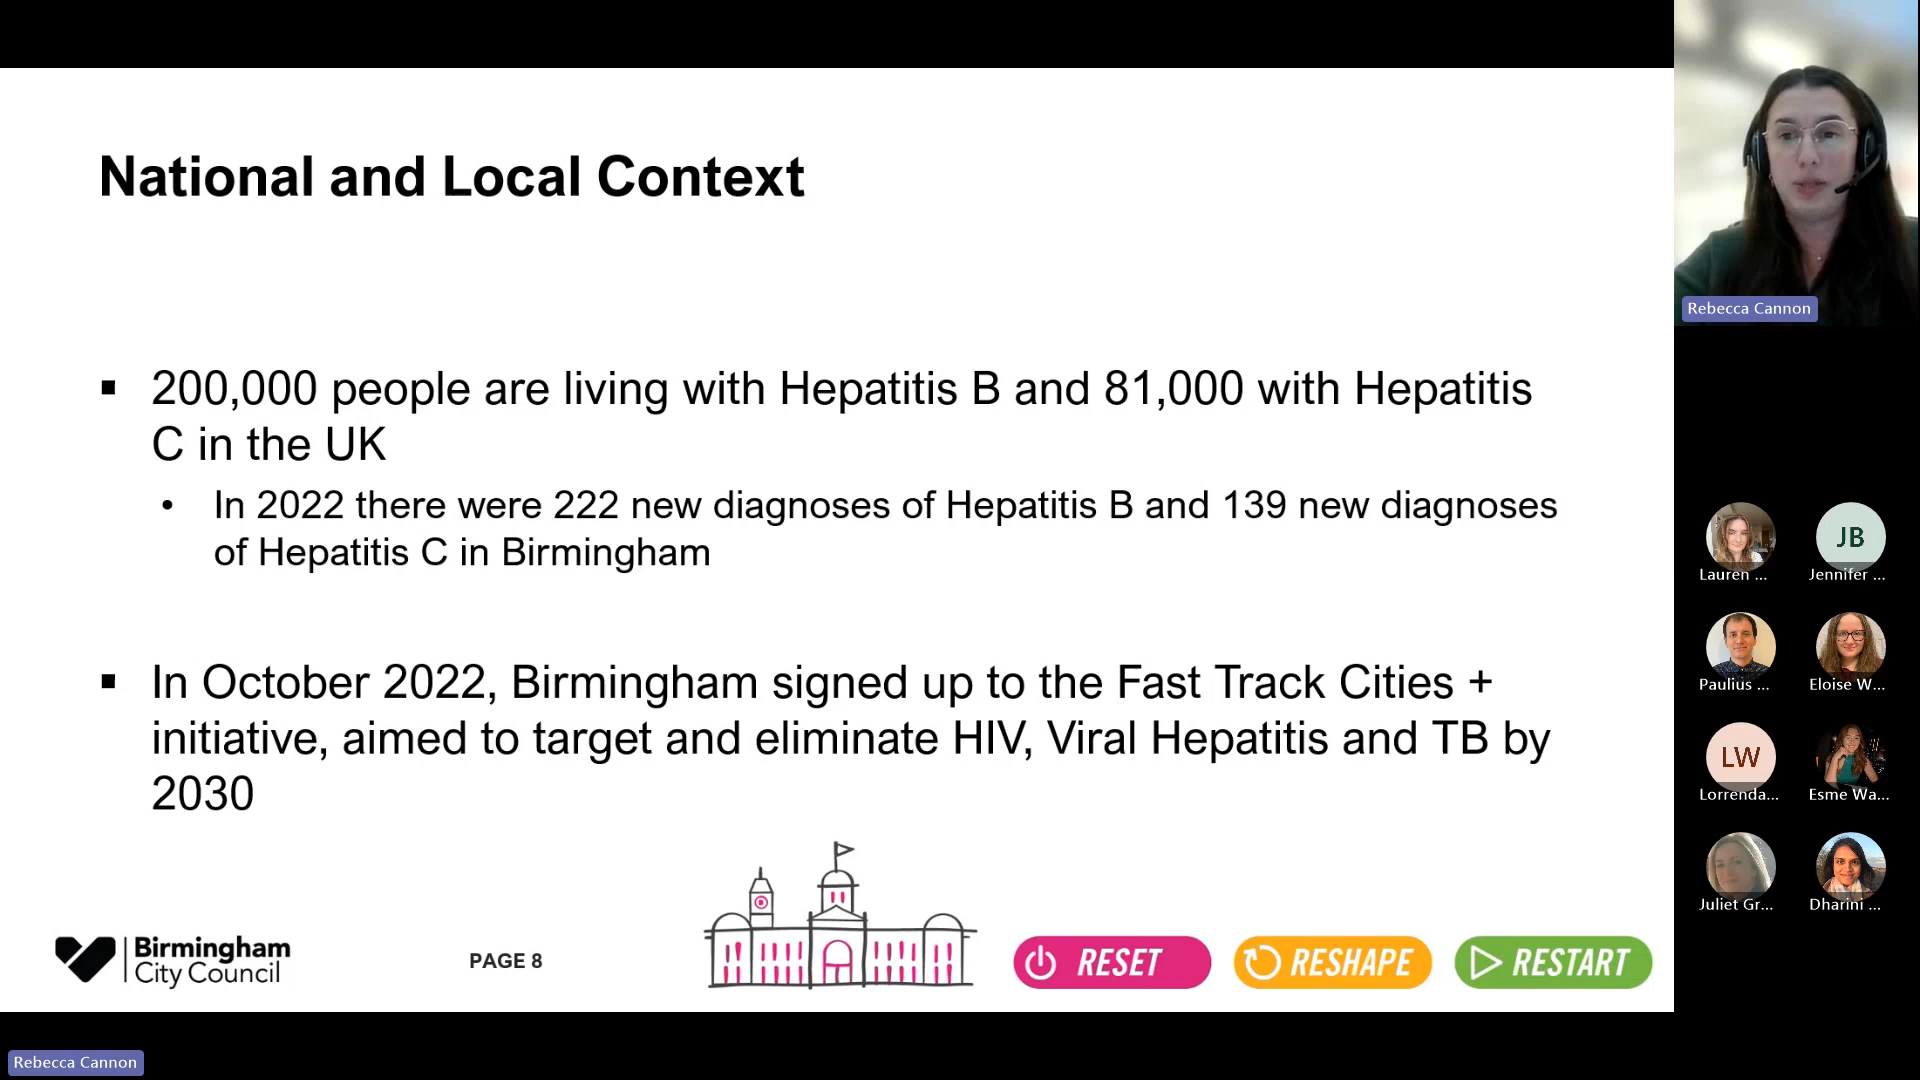 National and Local Context
▪ 200,000 people are living with Hepatitis B and 81,000 with Hepatitis
C in the UK
• In 2022 there were 222 new diagnoses of Hepatitis B and 139 new diagnoses
of Hepatitis C in Birmingham
▪ In October 2022, Birmingham signed up to the Fast Track Cities +
initiative, aimed to target and eliminate HIV, Viral Hepatitis and TB by
2030
Birmingham
City Council
PAGE 8
RESET
RESHAPE
RESTART
Rebecca Cannon
JB
Lauren ...
Jennifer ...
Paulius ...
Eloise W...
LW
Lorrenda...
Esme Wa...
Juliet Gr...
Dharini ...
Rebecca Cannon